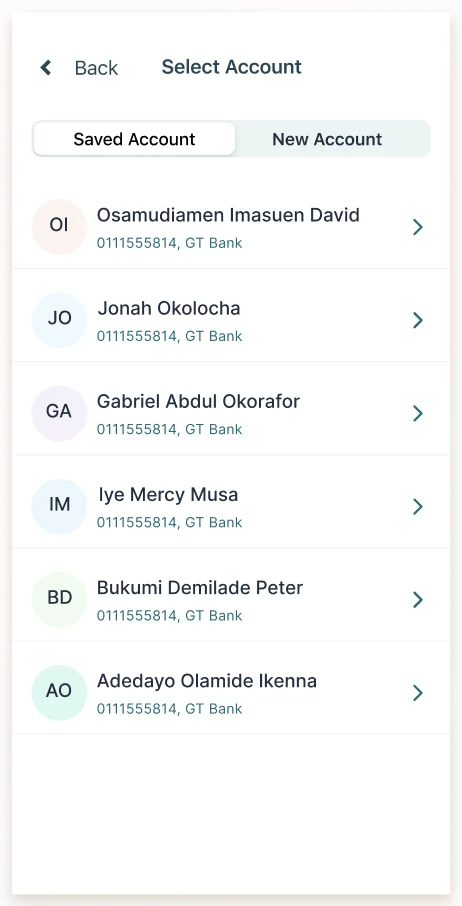 Back Select Account
Saved Account New Account
OI Osamudiamen Imasuen David
0111555814, GT Bank
JO Jonah Okolocha
0111555814, GT Bank
GA Gabriel Abdul Okorafor
0111555814, GT Bank
IM Iye Mercy Musa
0111555814, GT Bank
BD Bukumi Demilade Peter
0111555814, GT Bank
AO Adedayo Olamide Ikenna
0111555814, GT Bank